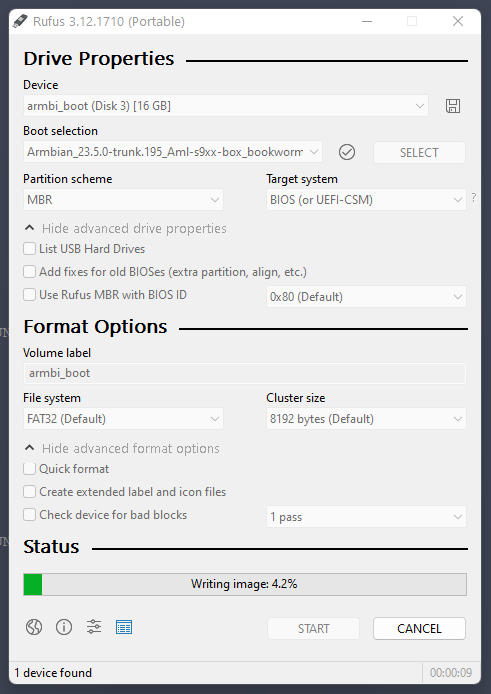 Rufus 3.12.1710 (Portable)
Drive Properties
Device
armbi_boot (Disk 3) [16 GB]
Boot selection
Armbian_23.5.0-trunk.195_Aml-s9xx-box_bookworm
SELECT
Partition scheme
Target system
MBR
BIOS (or UEFI-CSM)
?
Hide advanced drive properties
List USB Hard Drives
Add fixes for old BIOSes (extra partition, align, etc.)
Use Rufus MBR with BIOS ID
0x80 (Default)
Format Options
Volume label
armbi_boot
File system
Cluster size
FAT32 (Default)
8192 bytes (Default)
Hide advanced format options
Quick format
Create extended label and icon files
Check device for bad blocks
1 pass
Status
Writing image: 4.2%
START
CANCEL
1 device found
00:00:09